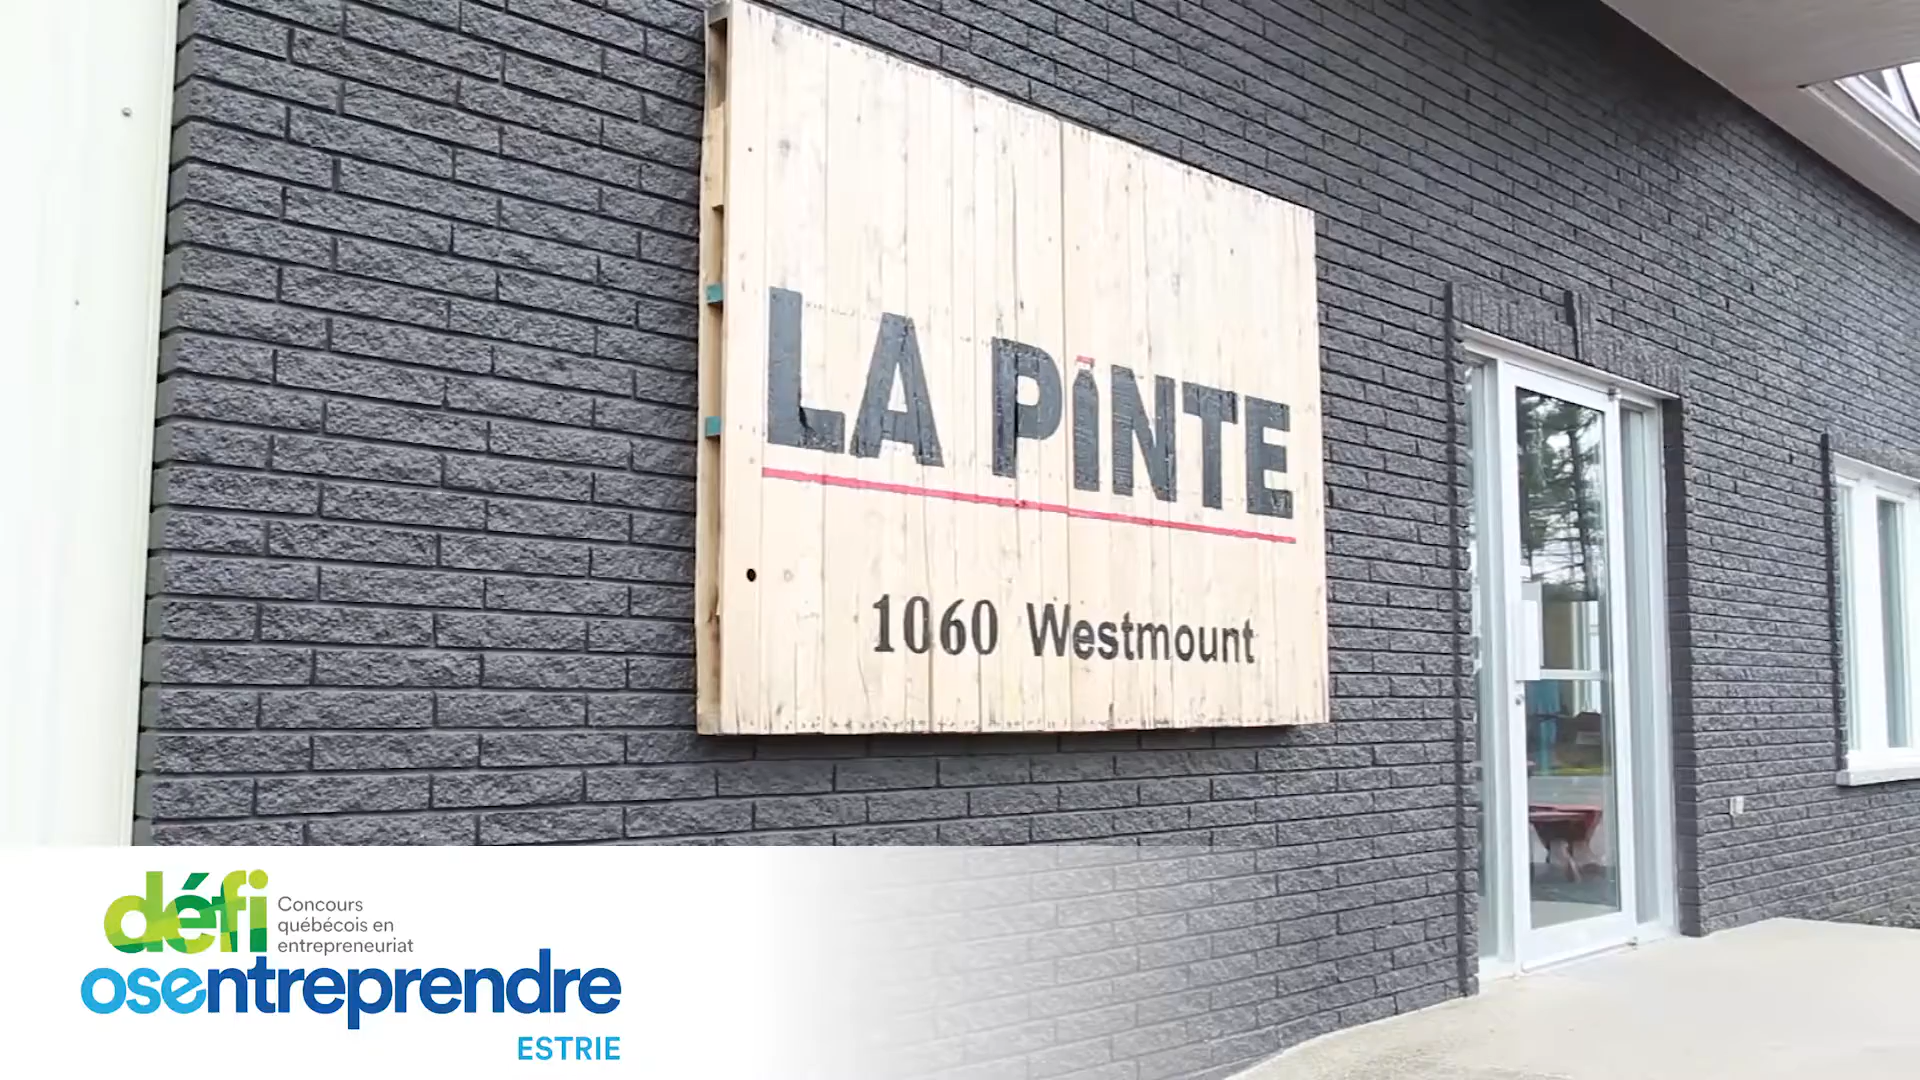 LA PINTE
1060 Westmount
défi
Concours
québécois en
entrepreneuriat
osentreprendre
ESTRIE